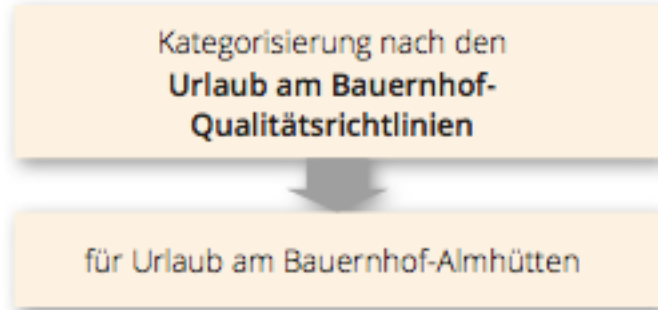 Kategorisierung nach den
Urlaub am Bauernhof-
Qualitätsrichtlinien
für Urlaub am Bauernhof-Almhütten